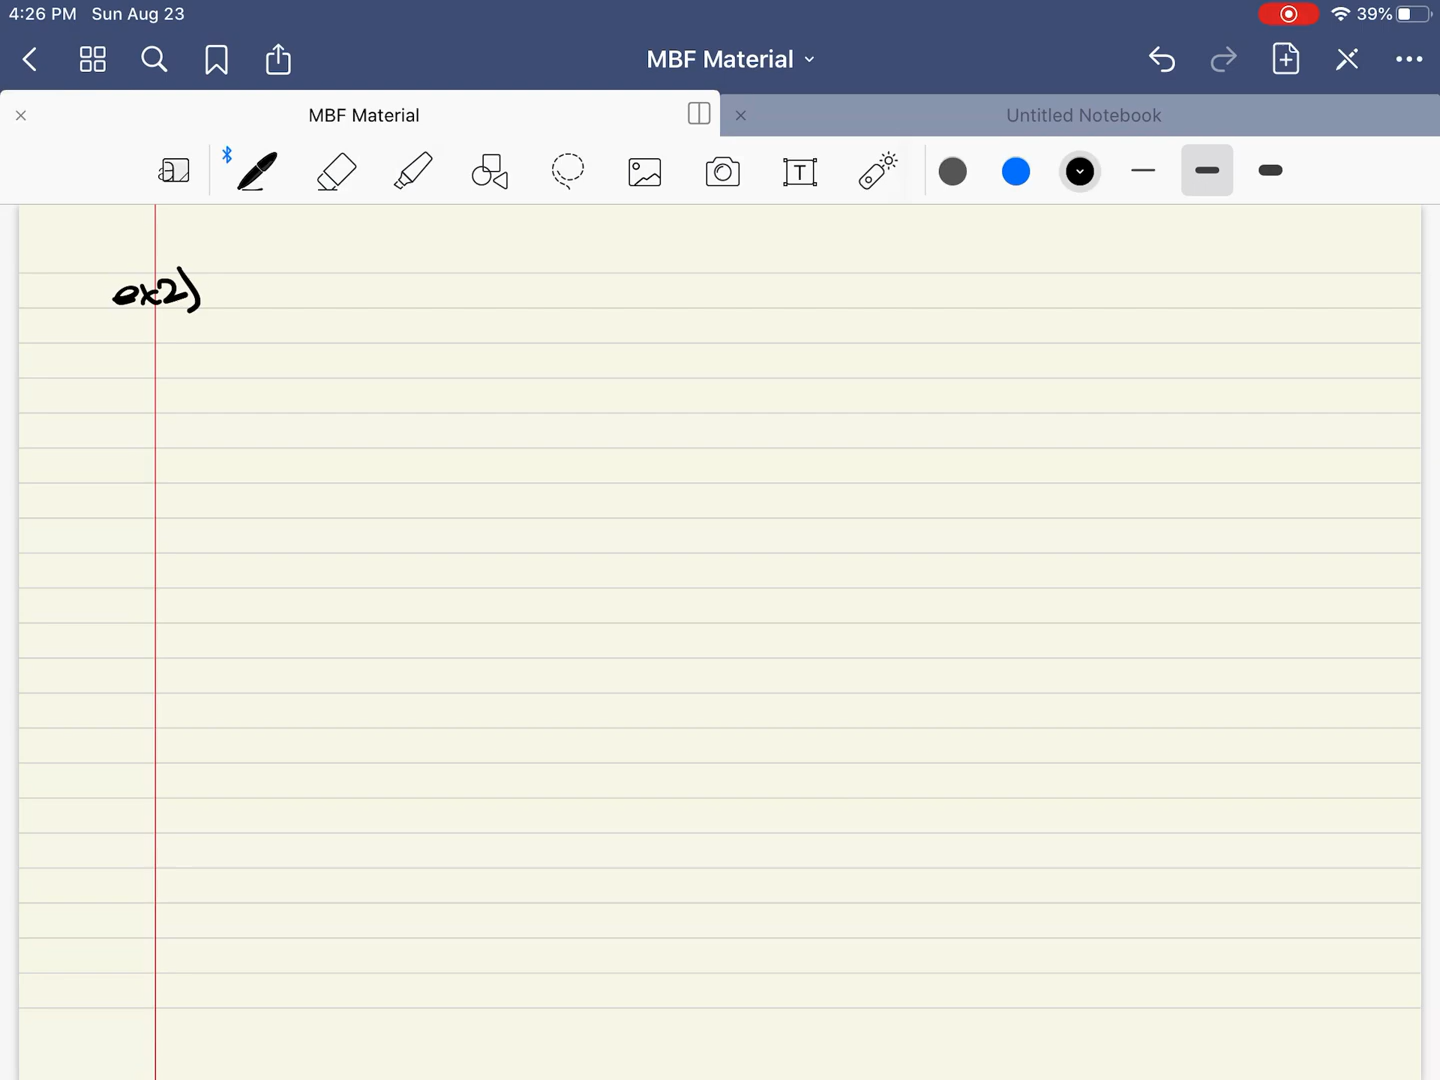 4:26 PM Sun Aug 23 39%
MBF Material
MBF Material Untitled Notebook
T
ex2)